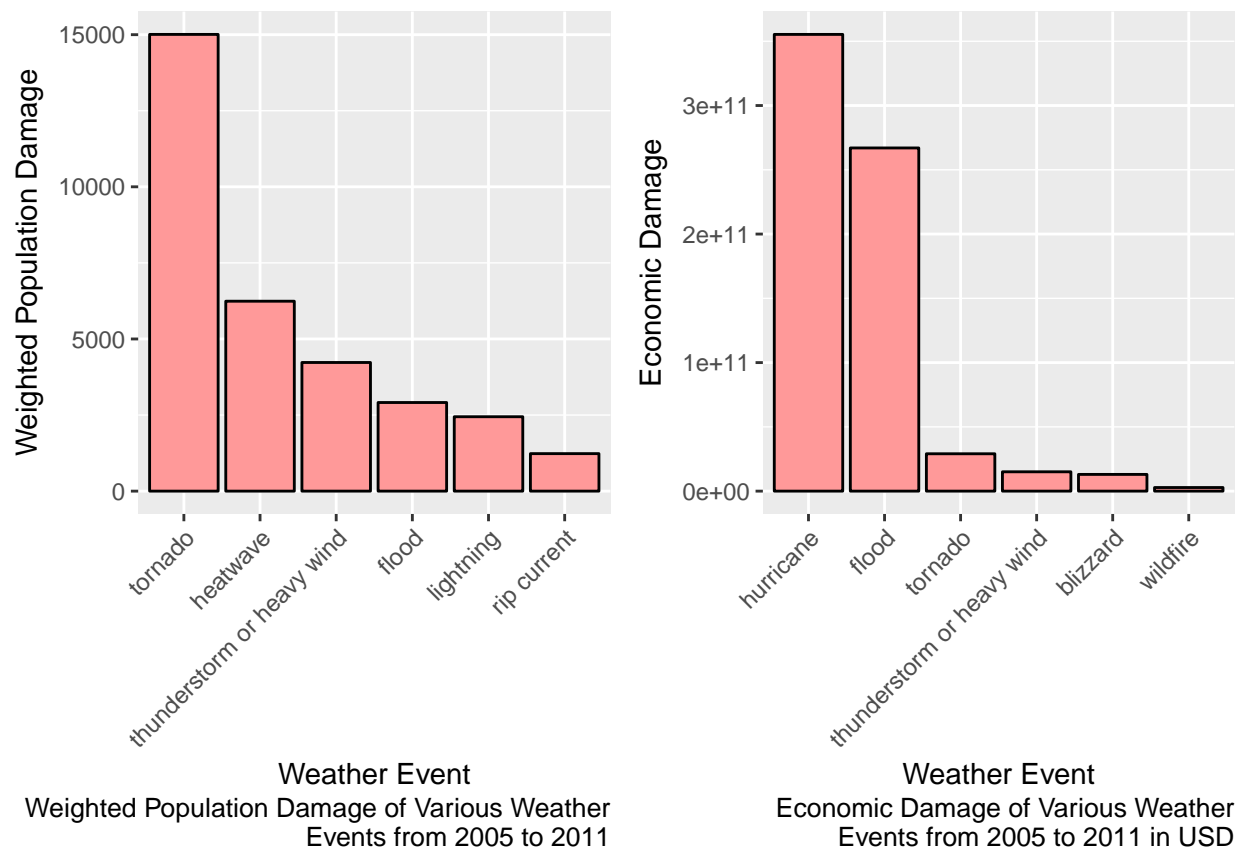 Weighted Population Damage
15000
10000
5000
0
tornado
heatwave
thunderstorm or heavy wind
flood
lightning
rip current
Weather Event
Weighted Population Damage of Various Weather
Events from 2005 to 2011
Economic Damage
3e+11
2e+11
1e+11
0e+00
hurricane
flood
tornado
thunderstorm or heavy wind
blizzard
wildfire
Weather Event
Economic Damage of Various Weather
Events from 2005 to 2011 in USD